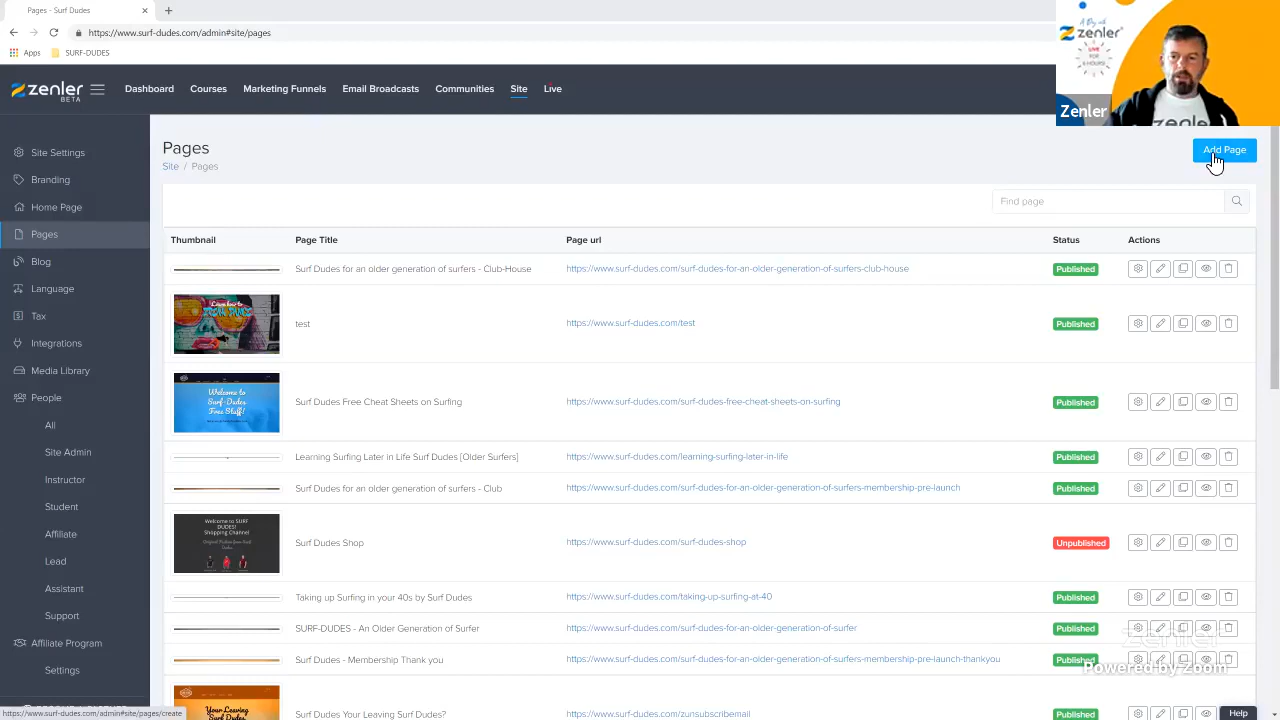 Pages - Surf Dudes
https://www.surf-dudes.com/admin#site/pages
Apps
SURF-DUDES
A Day with
zenler
LIVE
FOR
6 HOURS!
zenler
Zenler
zenler
BETA
Dashboard
Courses
Marketing Funnels
Communications
Site
Live
Site Settings
Branding
Home Page
Pages
Blog
Language
Tax
Integrations
Media Library
People
All
Site Admin
Instructor
Student
Affiliate
Lead
Assistant
Support
Affiliate Program
Settings
Pages
Site / Pages
Add Page
Find page
Thumbnail Page Title Page url Status Actions
Surf Dudes for an older generation of surfers - Club-House https://www.surf-dudes.com/surf-dudes-for-an-older-generation-of-surfers-club-house Published
test https://www.surf-dudes.com/test Published
Welcome to
Surf-Dudes
Free Stuff!
Surf Dudes Free Cheat Sheets on Surfing https://www.surf-dudes.com/surf-dudes-free-cheat-sheets-on-surfing Published
Learning Surfing Later in Life Surf Dudes [Older Surfers] https://www.surf-dudes.com/learning-surfing-later-in-life Published
Surf Dudes for an older generation of surfers - Club https://www.surf-dudes.com/surf-dudes-for-an-older-generation-of-surfers-membership-pre-launch Published
Welcome to SURF
DUDES!
Shopping Channel
Surf Dudes Shop https://www.surf-dudes.com/surf-dudes-shop Unpublished
Taking up Surfing in your 40s by Surf Dudes https://www.surf-dudes.com/taking-up-surfing-at-40 Published
SURF-DUDES - An Older Generation of Surfer https://www.surf-dudes.com/surf-dudes-for-an-older-generation-of-surfer Published
Surf Dudes - Membership Thank you https://www.surf-dudes.com/surf-dudes-for-an-older-generation-of-surfers-membership-pre-launch-thankyou Published
zenler
Powered by Zoom
Your Leaving
Surf Dudes?
Surf Dudes Your Leaving Surf Dudes? https://www.surf-dudes.com/zunsubscribemail Published
https://www.surf-dudes.com/admin#site/pages/create
Help